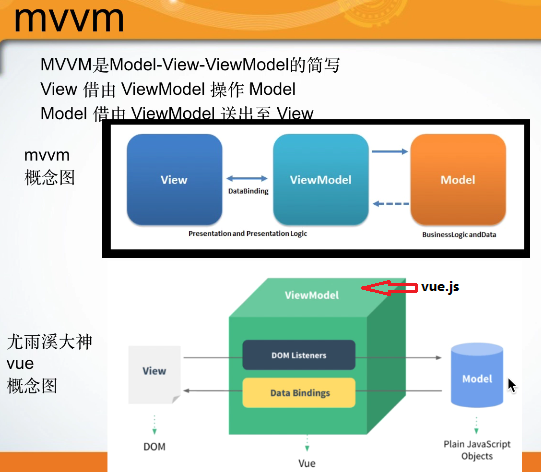 mvvm
MVVM是Model-View-ViewModel的简写
View 借由 ViewModel 操作 Model
Model 借由 ViewModel 送出至 View
mvvm
概念图
View
ViewModel
Model
DataBinding
Presentation and Presentation Logic
BusinessLogic andData
尤雨溪大神
vue
概念图
ViewModel
vue.js
View
DOM Listeners
Data Bindings
Model
DOM
Vue
Plain JavaScript
Objects